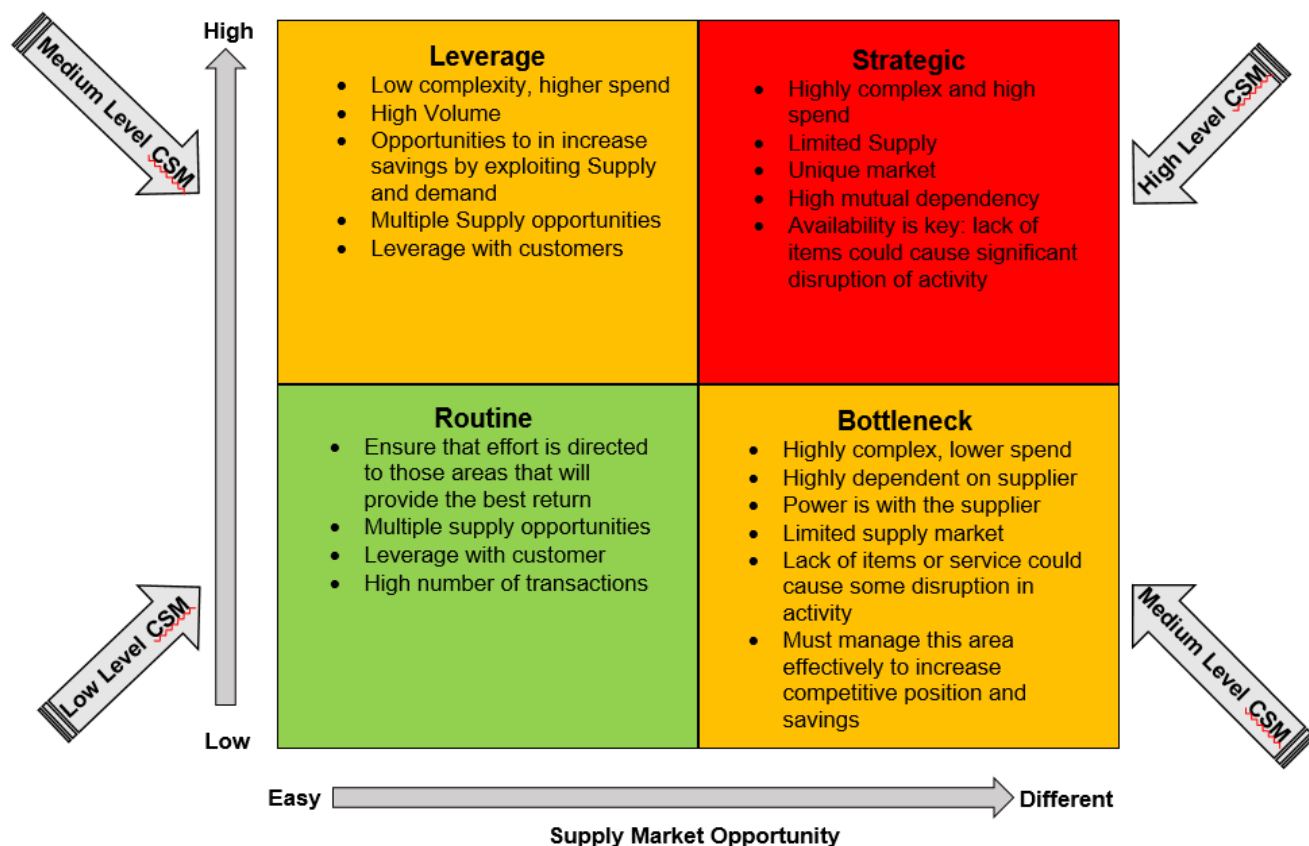 Medium Level CSM
High
Leverage
• Low complexity, higher spend
• High Volume
• Opportunities to in increase
savings by exploiting Supply
and demand
• Multiple Supply opportunities
• Leverage with customers
Strategic
• Highly complex and high
spend
• Limited Supply
• Unique market
• High mutual dependency
• Availability is key: lack of
items could cause significant
disruption of activity
High Level CSM
Low Level CSM
Low
Routine
• Ensure that effort is directed
to those areas that will
provide the best return
• Multiple supply opportunities
• Leverage with customer
• High number of transactions
Bottleneck
• Highly complex, lower spend
• Highly dependent on supplier
• Power is with the supplier
• Limited supply market
• Lack of items or service could
cause some disruption in
activity
• Must manage this area
effectively to increase
competitive position and
savings
Medium Level CSM
Easy
Different
Supply Market Opportunity